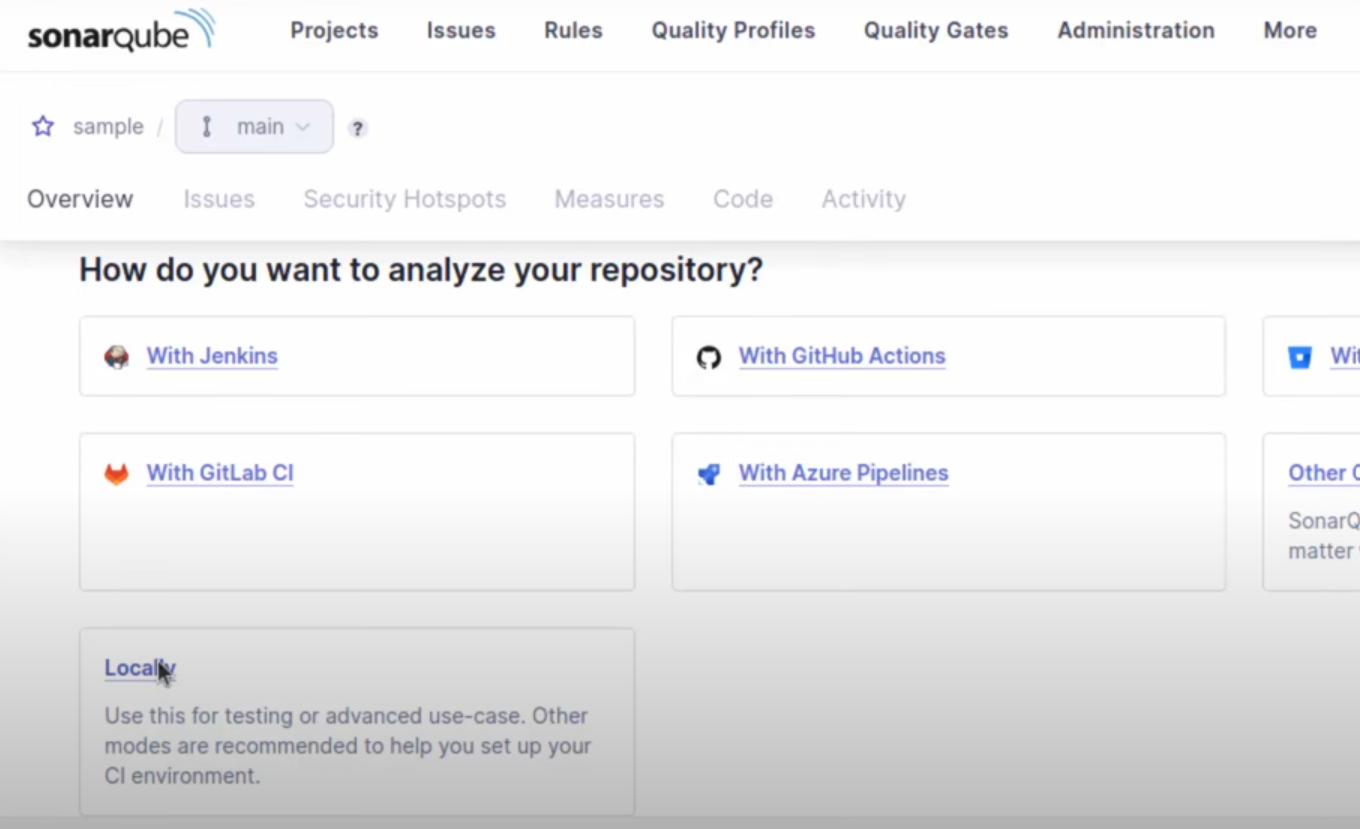 sonarqube Projects Issues Rules Quality Profiles Quality Gates Administration More
sample / main ?
Overview Issues Security Hotspots Measures Code Activity
How do you want to analyze your repository?
With Jenkins
With GitHub Actions
With GitLab CI
With Azure Pipelines
Other
SonarQ
matter
Locally
Use this for testing or advanced use-case. Other
modes are recommended to help you set up your
CI environment.